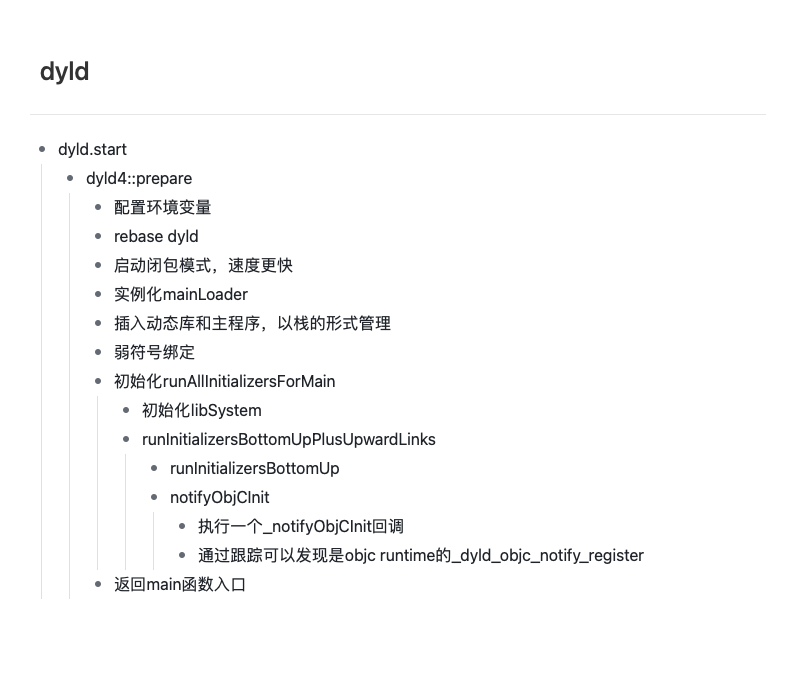 dyld
dyld.start
dyld4::prepare
配置环境变量
rebase dyld
启动闭包模式，速度更快
实例化mainLoader
插入动态库和主程序，以栈的形式管理
弱符号绑定
初始化runAllInitializersForMain
初始化libSystem
runInitializersBottomUpPlusUpwardLinks
runInitializersBottomUp
notifyObjCInit
执行一个_notifyObjCInit回调
通过跟踪可以发现是objc runtime的_dyld_objc_notify_register
返回main函数入口